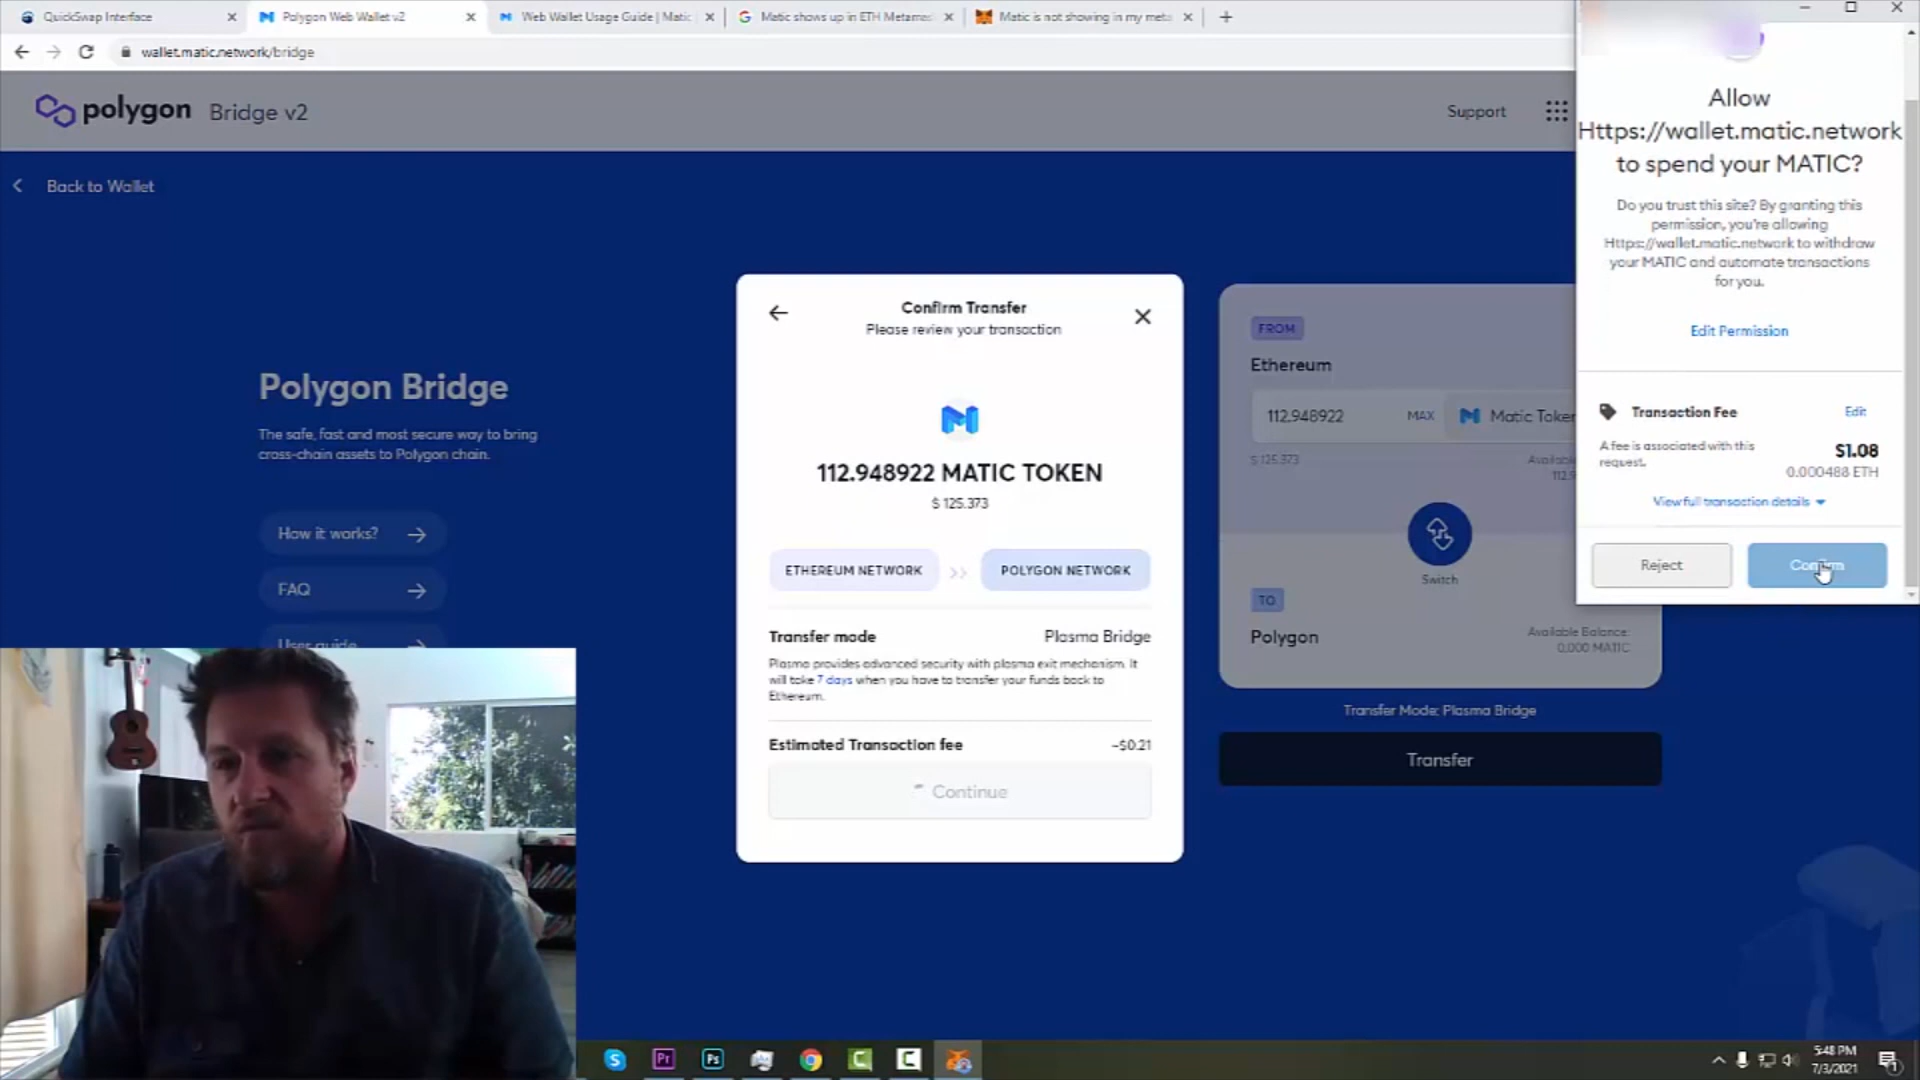 QuickSwap Interface
Polygon Web Wallet v2
Web Wallet Usage Guide | Matic
Matic shows up in ETH Metamas
Matic is not showing in my meta
wallet.matic.network/bridge
polygon Bridge v2
Support
Back to Wallet
Polygon Bridge
The safe, fast and most secure way to bring
cross-chain assets to Polygon chain.
How it works?
FAQ
User guide
Confirm Transfer
Please review your transaction
112.948922 MATIC TOKEN
$ 125.373
ETHEREUM NETWORK >> POLYGON NETWORK
Transfer mode Plasma Bridge
Plasma provides advanced security with plasma exit mechanism. It
will take 7 days when you have to transfer your funds back to
Ethereum.
Estimated Transaction fee ~$0.21
Continue
FROM
Ethereum
112.948922 MAX Matic Token
$ 125.373 Available
112.9
Switch
TO
Polygon
Available Balance:
0.000 MATIC
Transfer Mode: Plasma Bridge
Transfer
Allow
Https://wallet.matic.network
to spend your MATIC?
Do you trust this site? By granting this
permission, you're allowing
Https://wallet.matic.network to withdraw
your MATIC and automate transactions
for you.
Edit Permission
Transaction Fee Edit
A fee is associated with this
request.
$1.08
0.000488 ETH
View full transaction details
Reject
Confirm
Pr
Ps
5:48 PM
7/3/2021